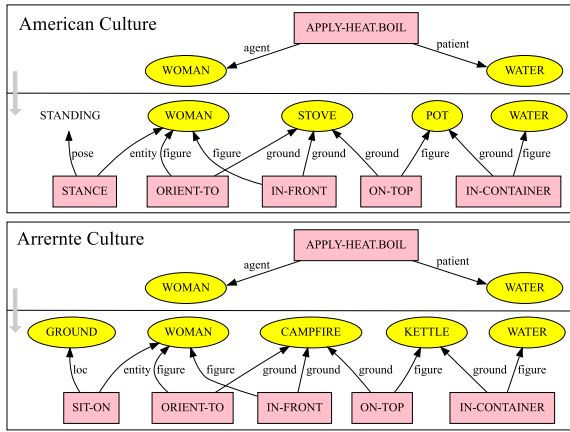 American Culture
APPLY-HEAT.BOIL
agent
patient
WOMAN
WATER
STANDING
WOMAN
STOVE
POT
WATER
pose
entity
figure
figure
ground
ground
ground
figure
ground
figure
STANCE
ORIENT-TO
IN-FRONT
ON-TOP
IN-CONTAINER
Arrernte Culture
APPLY-HEAT.BOIL
agent
patient
WOMAN
WATER
GROUND
WOMAN
CAMPFIRE
KETTLE
WATER
loc
entity
figure
figure
ground
ground
ground
figure
ground
figure
SIT-ON
ORIENT-TO
IN-FRONT
ON-TOP
IN-CONTAINER